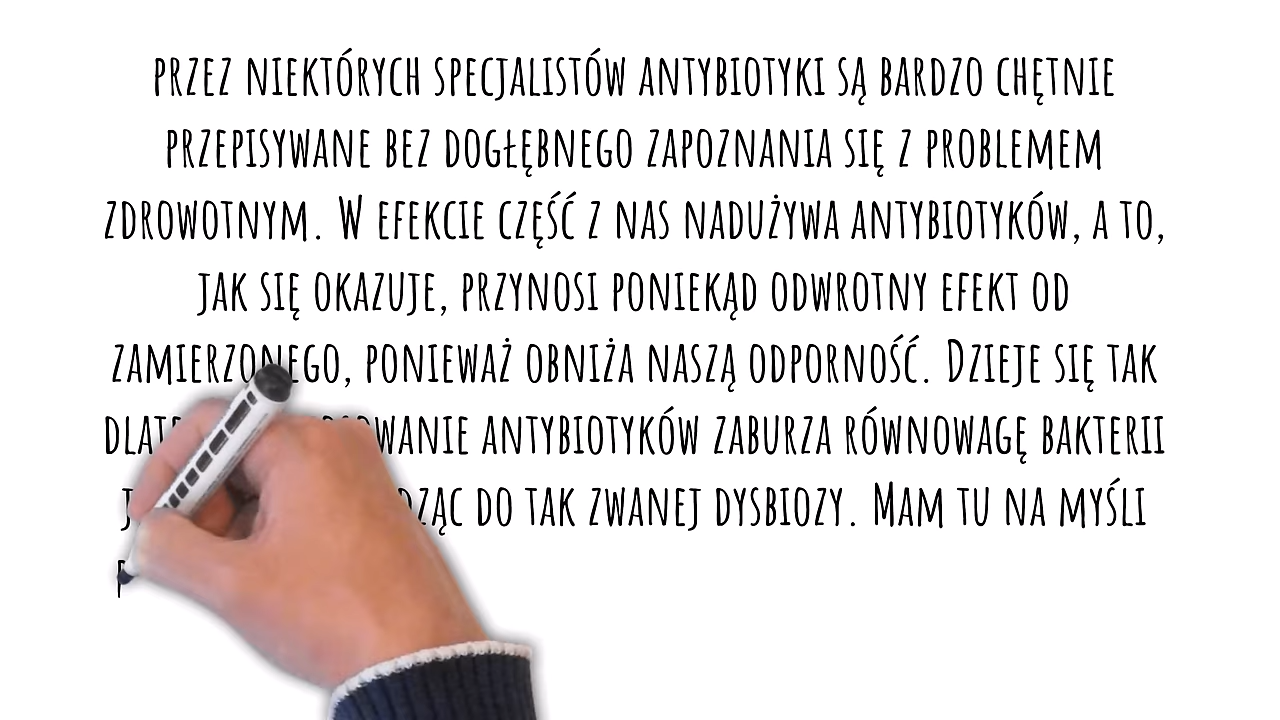 przez niektórych specjalistów antybiotyki są bardzo chętnie
przepisywane bez dogłębnego zapoznania się z problemem
zdrowotnym. W efekcie część z nas nadużywa antybiotyków, a to,
jak się okazuje, przynosi poniekąd odwrotny efekt od
zamierzonego, ponieważ obniża naszą odporność. Dzieje się tak
antybiotyków zaburza równowagę bakterii
do tak zwanej dysbiozy. Mam tu na myśli